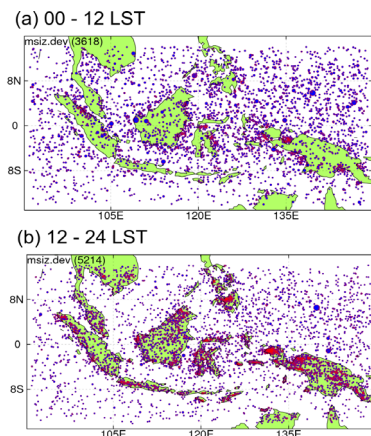 (a) 00 - 12 LST
msiz.dev (3618)
8N
0
8S
105E 120E 135E
(b) 12 - 24 LST
msiz.dev (5214)
8N
0
8S
105E 120E 135E